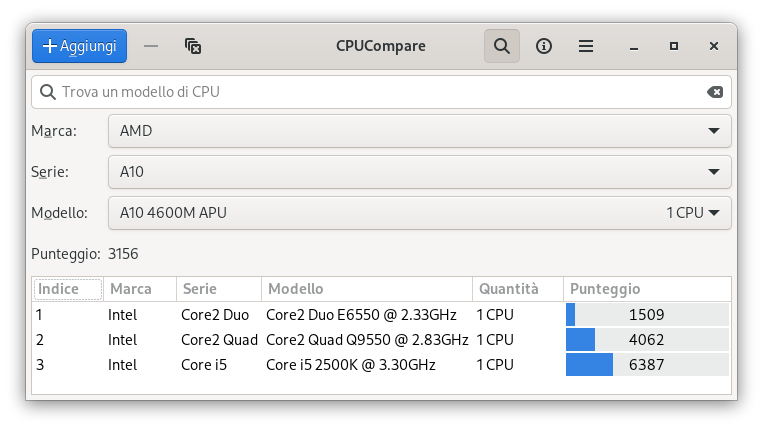 Aggiungi CPUCompare
Trova un modello di CPU
Marca: AMD
Serie: A10
Modello: A10 4600M APU 1 CPU
Punteggio: 3156
Indice Marca Serie Modello Quantità Punteggio
1 Intel Core2 Duo Core2 Duo E6550 @ 2.33GHz 1 CPU 1509
2 Intel Core2 Quad Core2 Quad Q9550 @ 2.83GHz 1 CPU 4062
3 Intel Core i5 Core i5 2500K @ 3.30GHz 1 CPU 6387